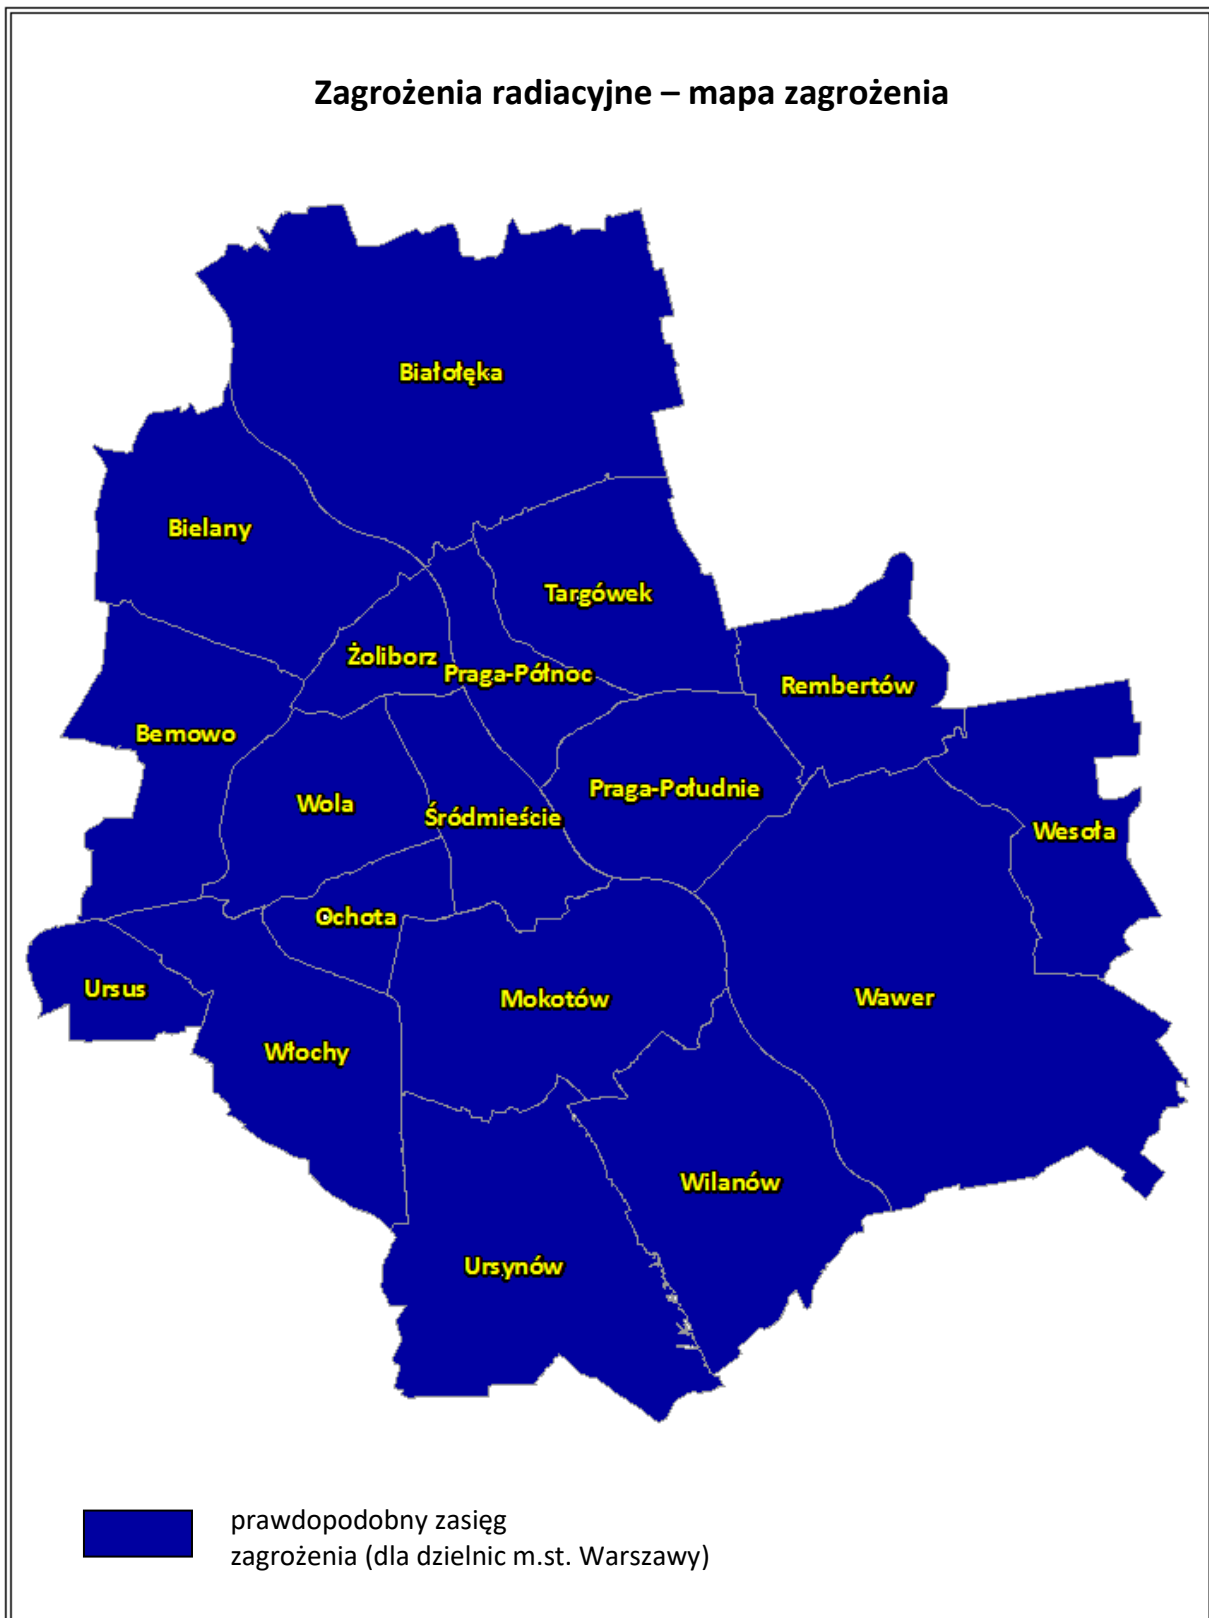 Zagrożenia radiacyjne – mapa zagrożenia
Białołęka
Bielany
Targówek
Żoliborz
Praga-Północ
Rembertów
Bemowo
Wola
Śródmieście
Praga-Południe
Wesoła
Ochota
Ursus
Włochy
Mokotów
Wawer
Wilanów
Ursynów
prawdopodobny zasięg
zagrożenia (dla dzielnic m.st. Warszawy)